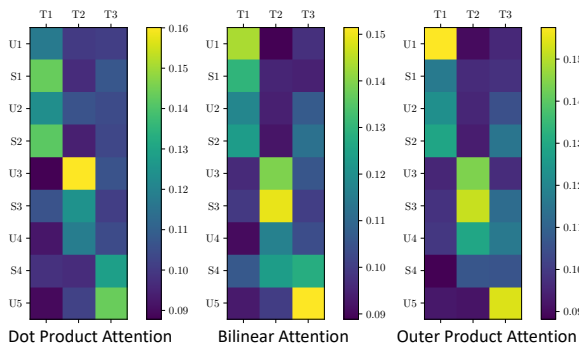 T1 T2 T3
U1
S1
U2
S2
U3
S3
U4
S4
U5
0.16
0.15
0.14
0.13
0.12
0.11
0.10
0.09
Dot Product Attention
T1 T2 T3
U1
S1
U2
S2
U3
S3
U4
S4
U5
0.15
0.14
0.13
0.12
0.11
0.10
0.09
Bilinear Attention
T1 T2 T3
U1
S1
U2
S2
U3
S3
U4
S4
U5
Outer Product Attention